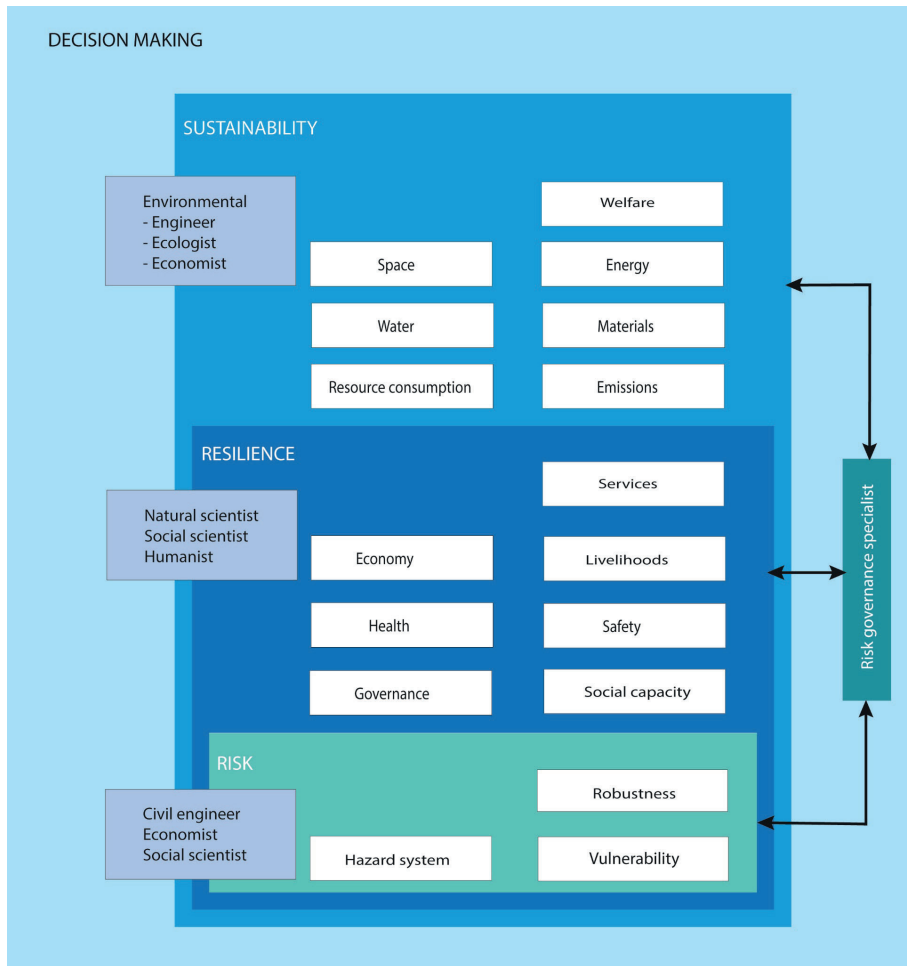 DECISION MAKING
SUSTAINABILITY
Environmental
- Engineer
- Ecologist
- Economist
Welfare
Space
Energy
Water
Materials
Resource consumption
Emissions
RESILIENCE
Services
Natural scientist
Social scientist
Humanist
Economy
Livelihoods
Health
Safety
Governance
Social capacity
Risk governance specialist
RISK
Robustness
Civil engineer
Economist
Social scientist
Hazard system
Vulnerability